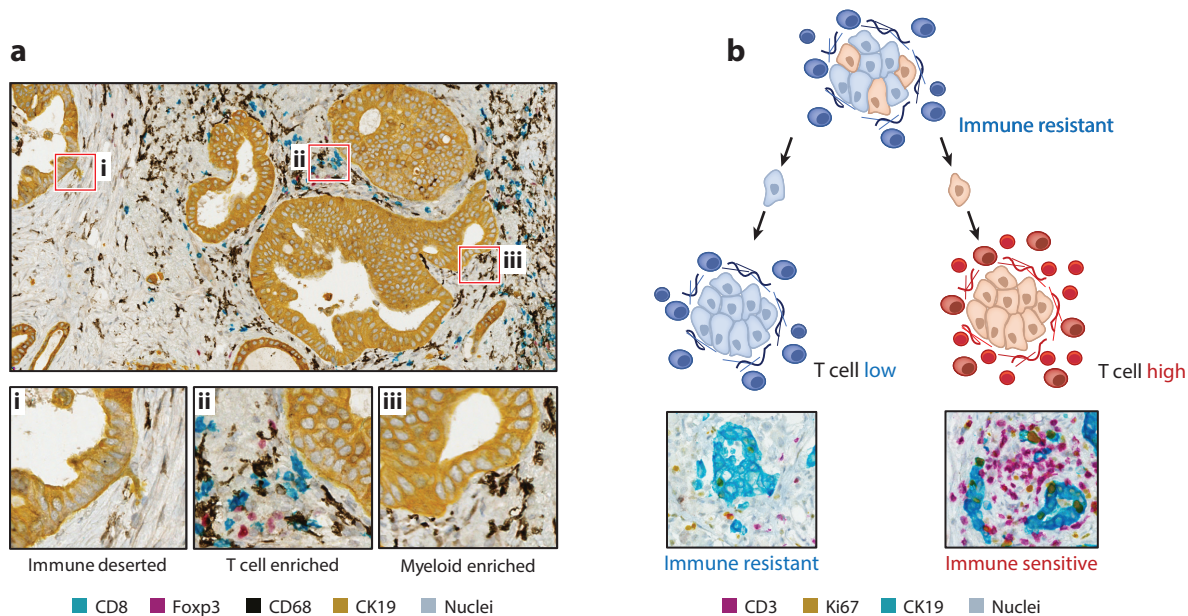 a
i
ii
iii
i
ii
iii
Immune deserted
T cell enriched
Myeloid enriched
CD8
Foxp3
CD68
CK19
Nuclei
b
Immune resistant
T cell low
T cell high
Immune resistant
Immune sensitive
CD3
Ki67
CK19
Nuclei